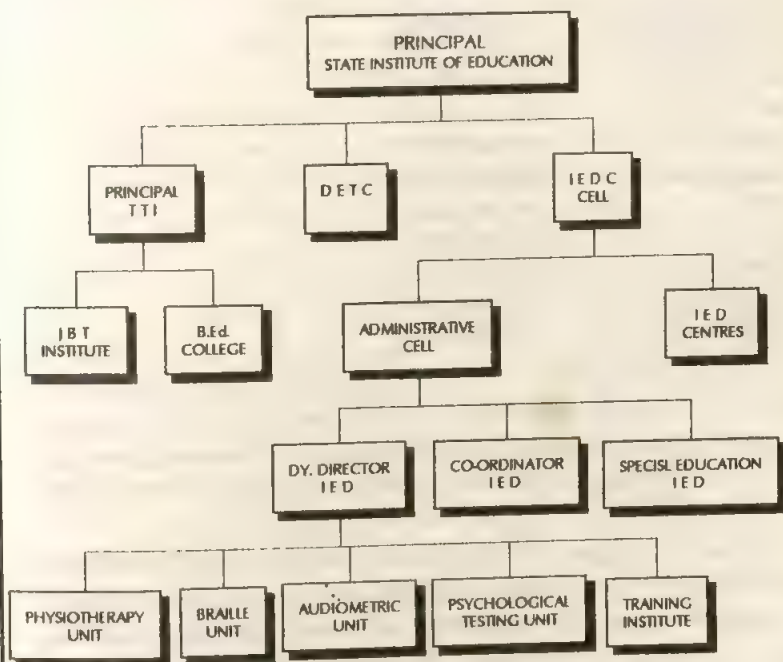 PRINCIPAL
STATE INSTITUTE OF EDUCATION
PRINCIPAL
T T I
D E T C
I E D C
CELL
J B T
INSTITUTE
B.Ed.
COLLEGE
ADMINISTRATIVE
CELL
I E D
CENTRES
DY. DIRECTOR
I E D
CO-ORDINATOR
I E D
SPECISL EDUCATION
I E D
PHYSIOTHERAPY
UNIT
BRAILLE
UNIT
AUDIOMETRIC
UNIT
PSYCHOLOGICAL
TESTING UNIT
TRAINING
INSTITUTE